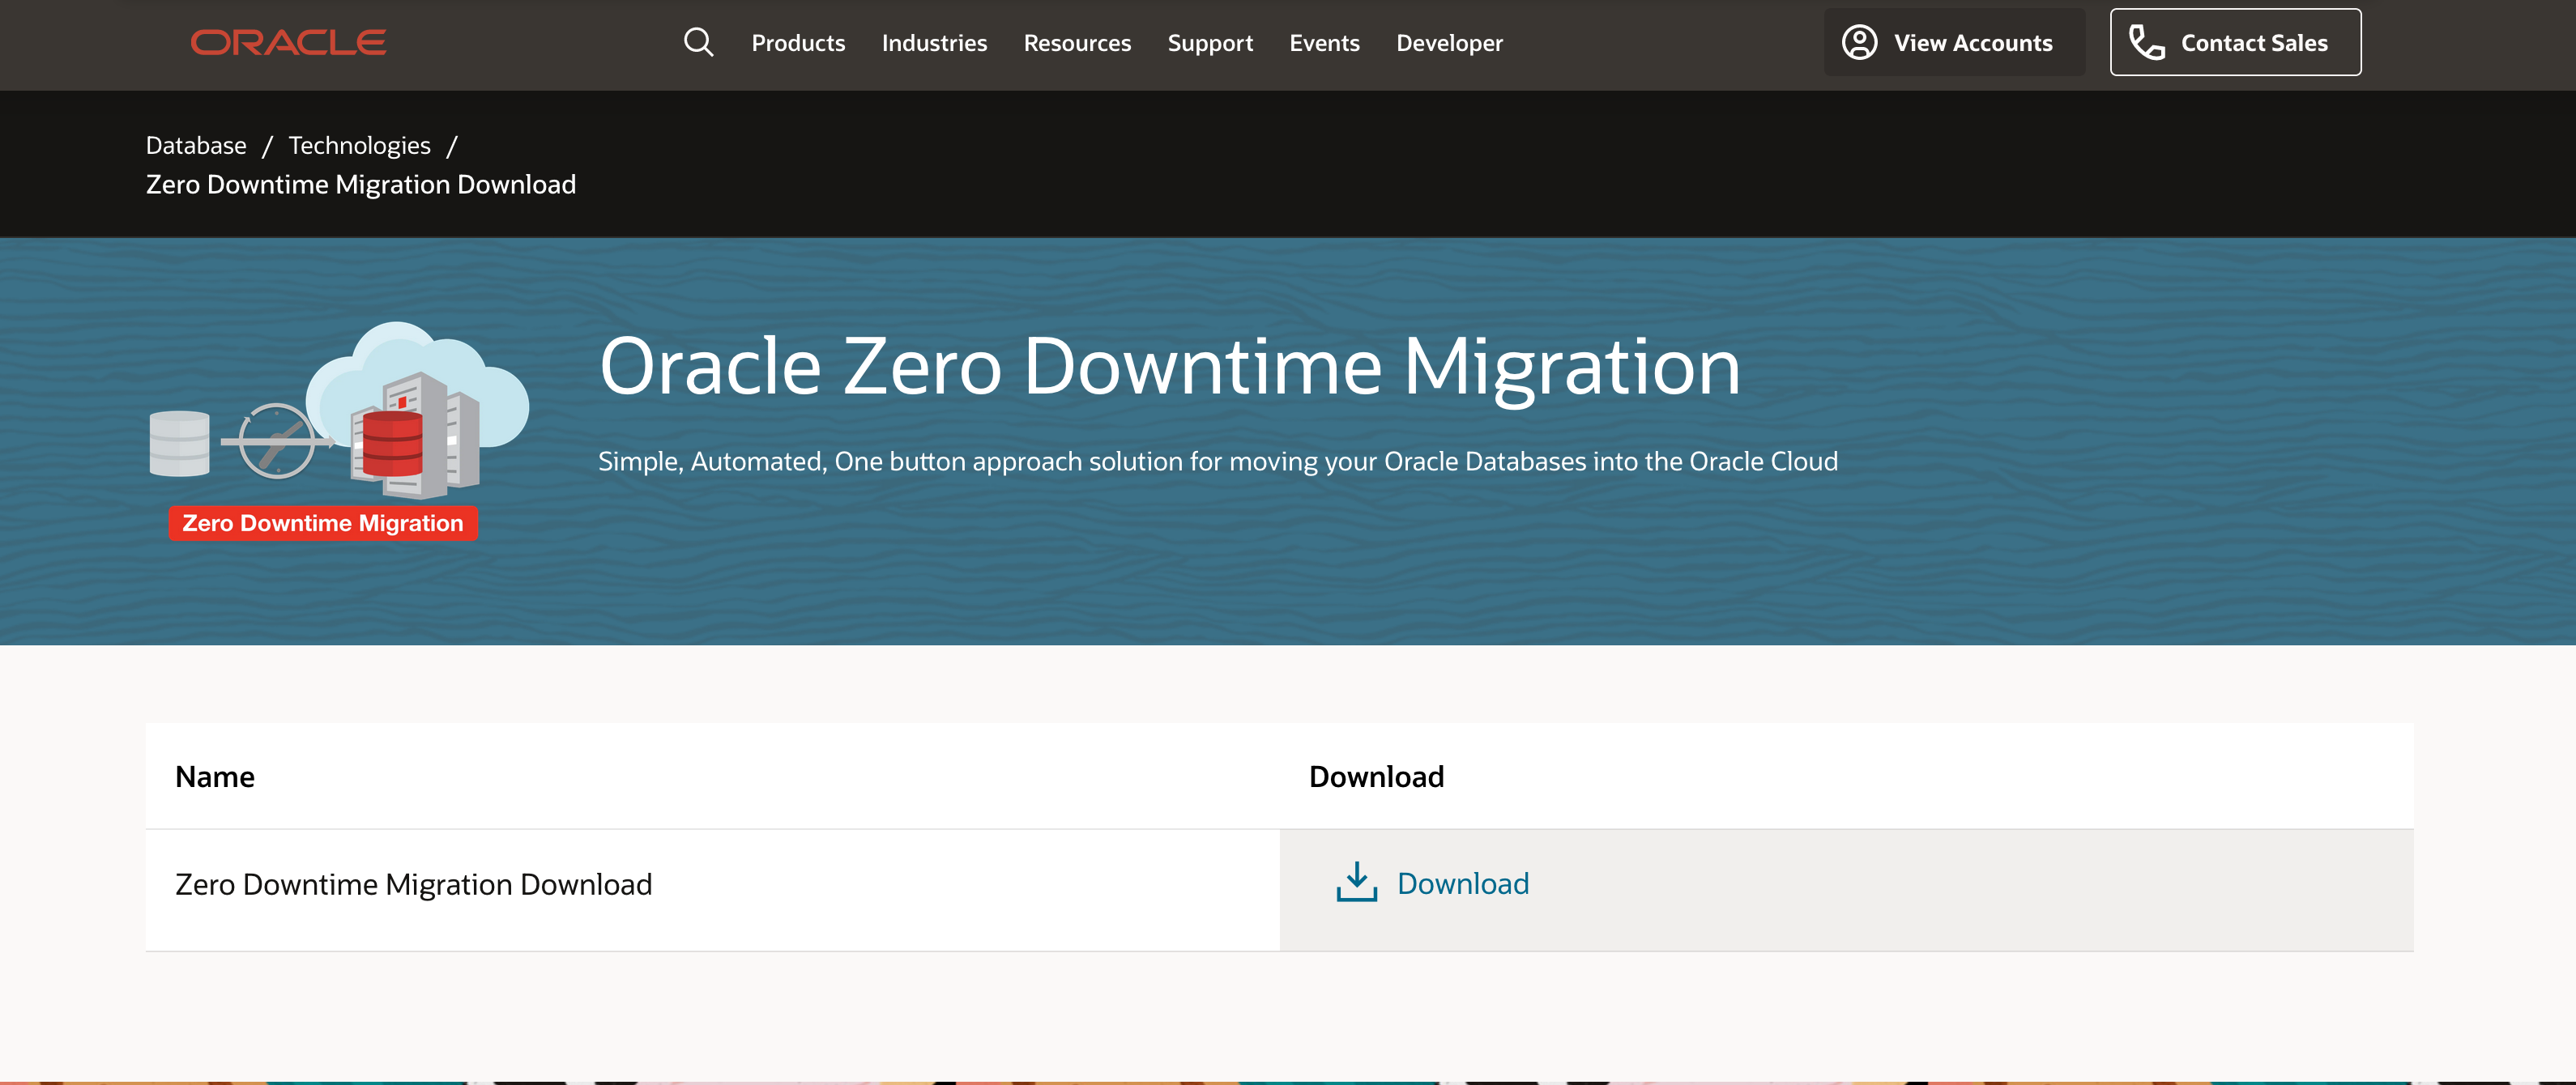 ORACLE
Products Industries Resources Support Events Developer
View Accounts
Contact Sales
Database / Technologies /
Zero Downtime Migration Download
Zero Downtime Migration
Oracle Zero Downtime Migration
Simple, Automated, One button approach solution for moving your Oracle Databases into the Oracle Cloud
Name Download
Zero Downtime Migration Download Download